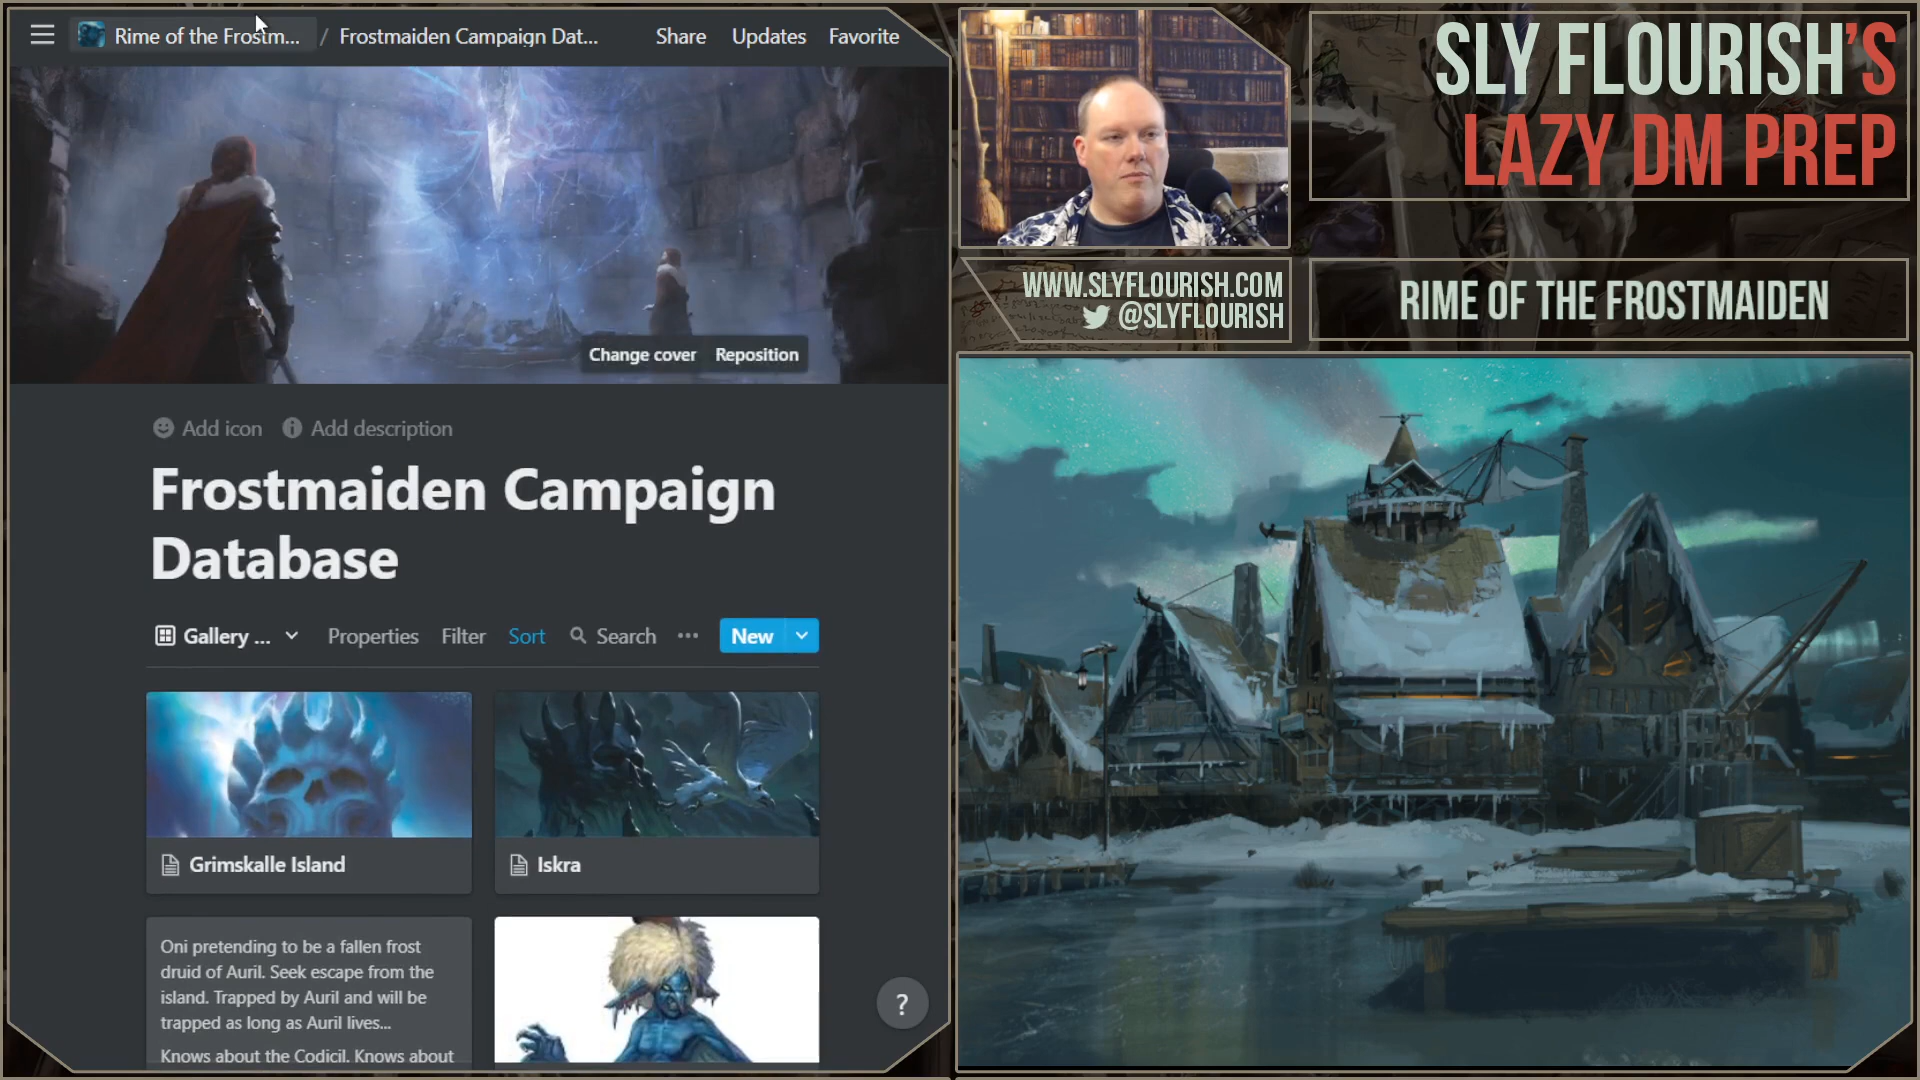 Rime of the Frostm... / Frostmaiden Campaign Dat... Share Updates Favorite
Change cover Reposition
Add icon Add description
Frostmaiden Campaign
Database
Gallery ... Properties Filter Sort Search ••• New
Grimskalle Island
Iskra
Oni pretending to be a fallen frost
druid of Auril. Seek escape from the
island. Trapped by Auril and will be
trapped as long as Auril lives...
Knows about the Codicil. Knows about
?
SLY FLOURISH'S
LAZY DM PREP
WWW.SLYFLOURISH.COM
@SLYFLOURISH
RIME OF THE FROSTMAIDEN